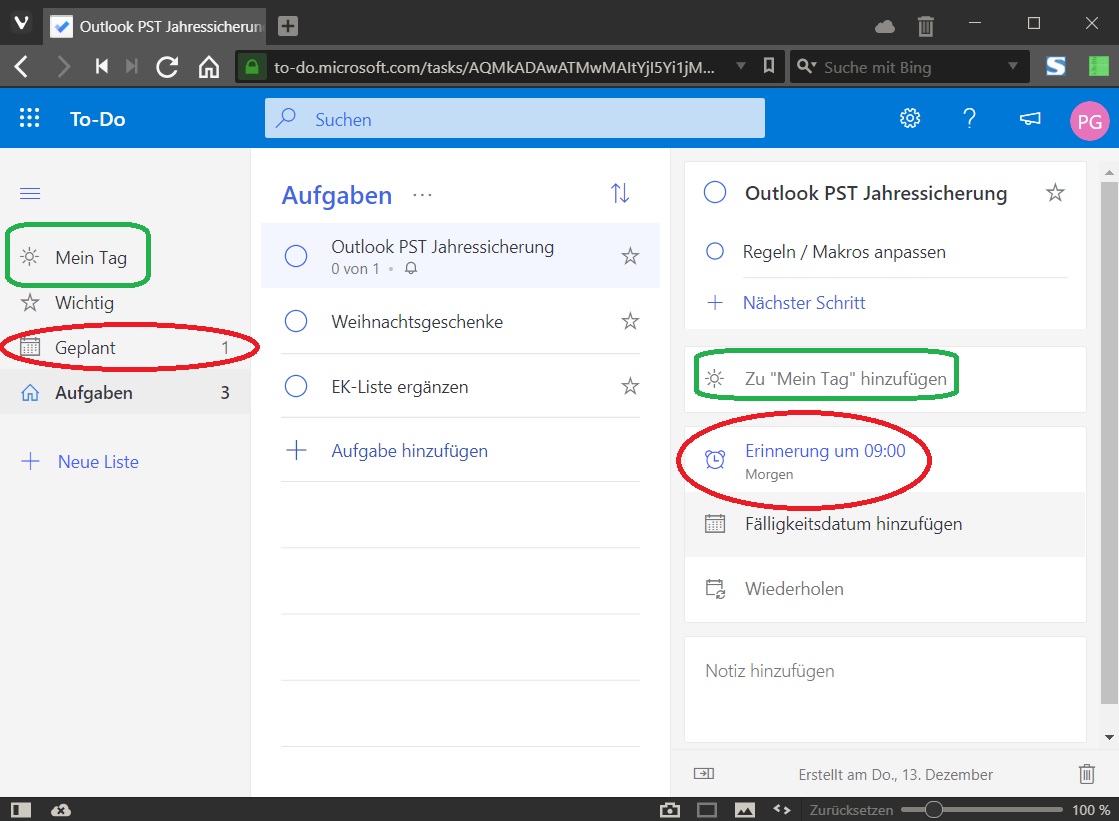 Outlook PST Jahressicherun
to-do.microsoft.com/tasks/AQMkADAwATMwMAItYjI5Yi1jM...
Suche mit Bing
To-Do
Suchen
PG
Mein Tag
Wichtig
Geplant 1
Aufgaben 3
Neue Liste
Aufgaben ...
Outlook PST Jahressicherung
0 von 1 •
Weihnachtsgeschenke
EK-Liste ergänzen
Aufgabe hinzufügen
Outlook PST Jahressicherung
Regeln / Makros anpassen
Nächster Schritt
Zu "Mein Tag" hinzufügen
Erinnerung um 09:00
Morgen
Fälligkeitsdatum hinzufügen
Wiederholen
Notiz hinzufügen
Erstellt am Do., 13. Dezember
Zurücksetzen 100 %